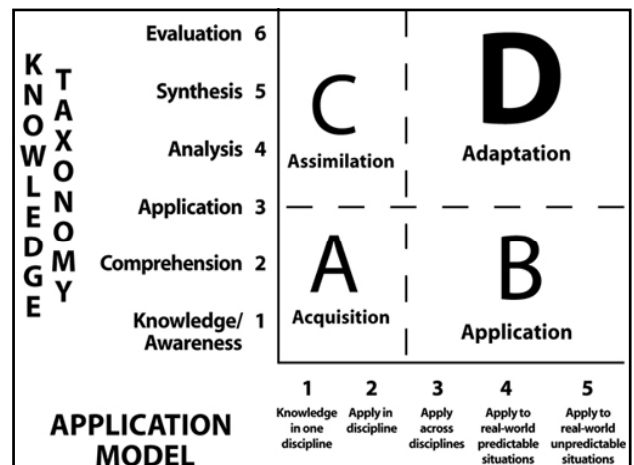 KNOWLEDGE
TAXONOMY
Evaluation 6
Synthesis 5
Analysis 4
Application 3
Comprehension 2
Knowledge/ 1
Awareness
C
Assimilation
D
Adaptation
A
Acquisition
B
Application
1 2 3 4 5
Knowledge
in one
discipline
Apply in
discipline
Apply
across
disciplines
Apply to
real-world
predictable
situations
Apply to
real-world
unpredictable
situations
APPLICATION
MODEL